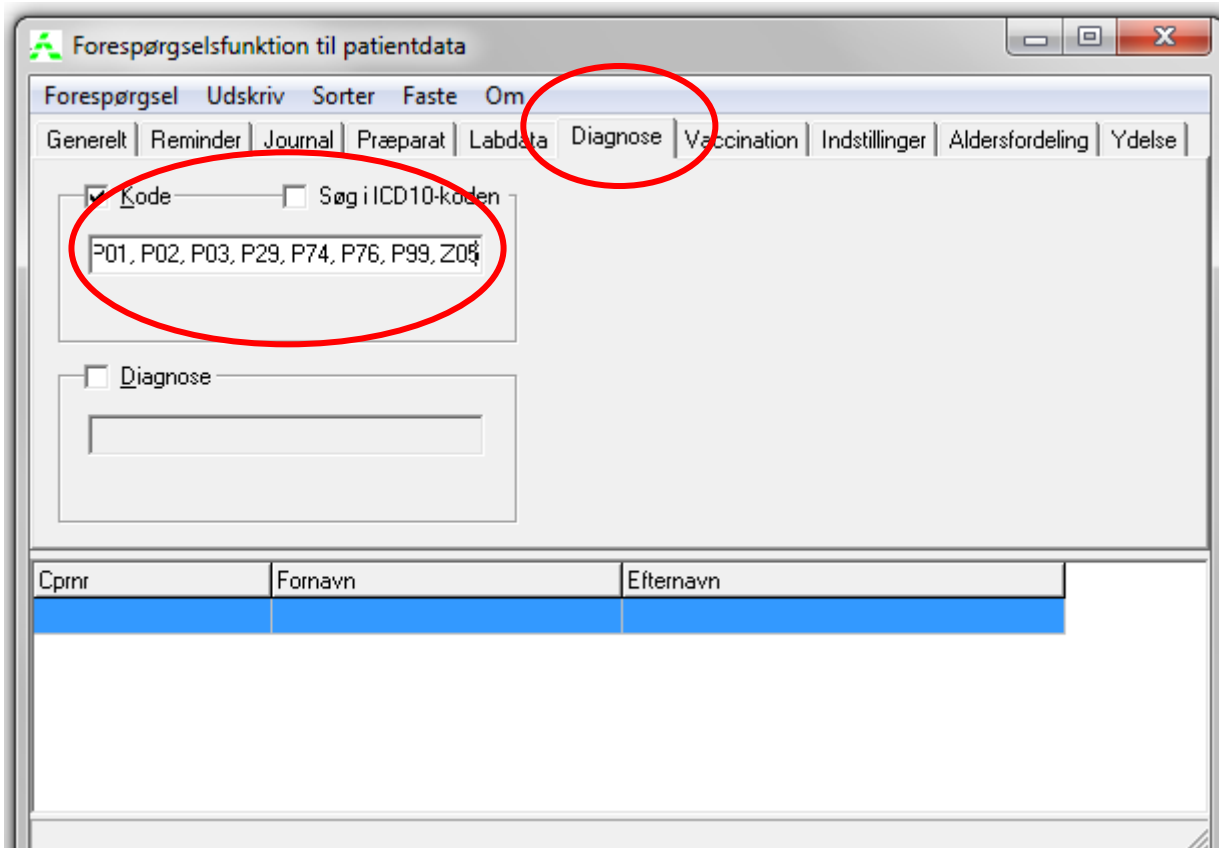 Forespørgselsfunktion til patientdata
Forespørgsel Udskriv Sorter Faste Om
Generelt Reminder Journal Præparat Labdata Diagnose Vaccination Indstillinger Aldersfordeling Ydelse
Kode Søg i ICD10-koden
P01, P02, P03, P29, P74, P76, P99, Z05
Diagnose
Cprnr Fornavn Efternavn